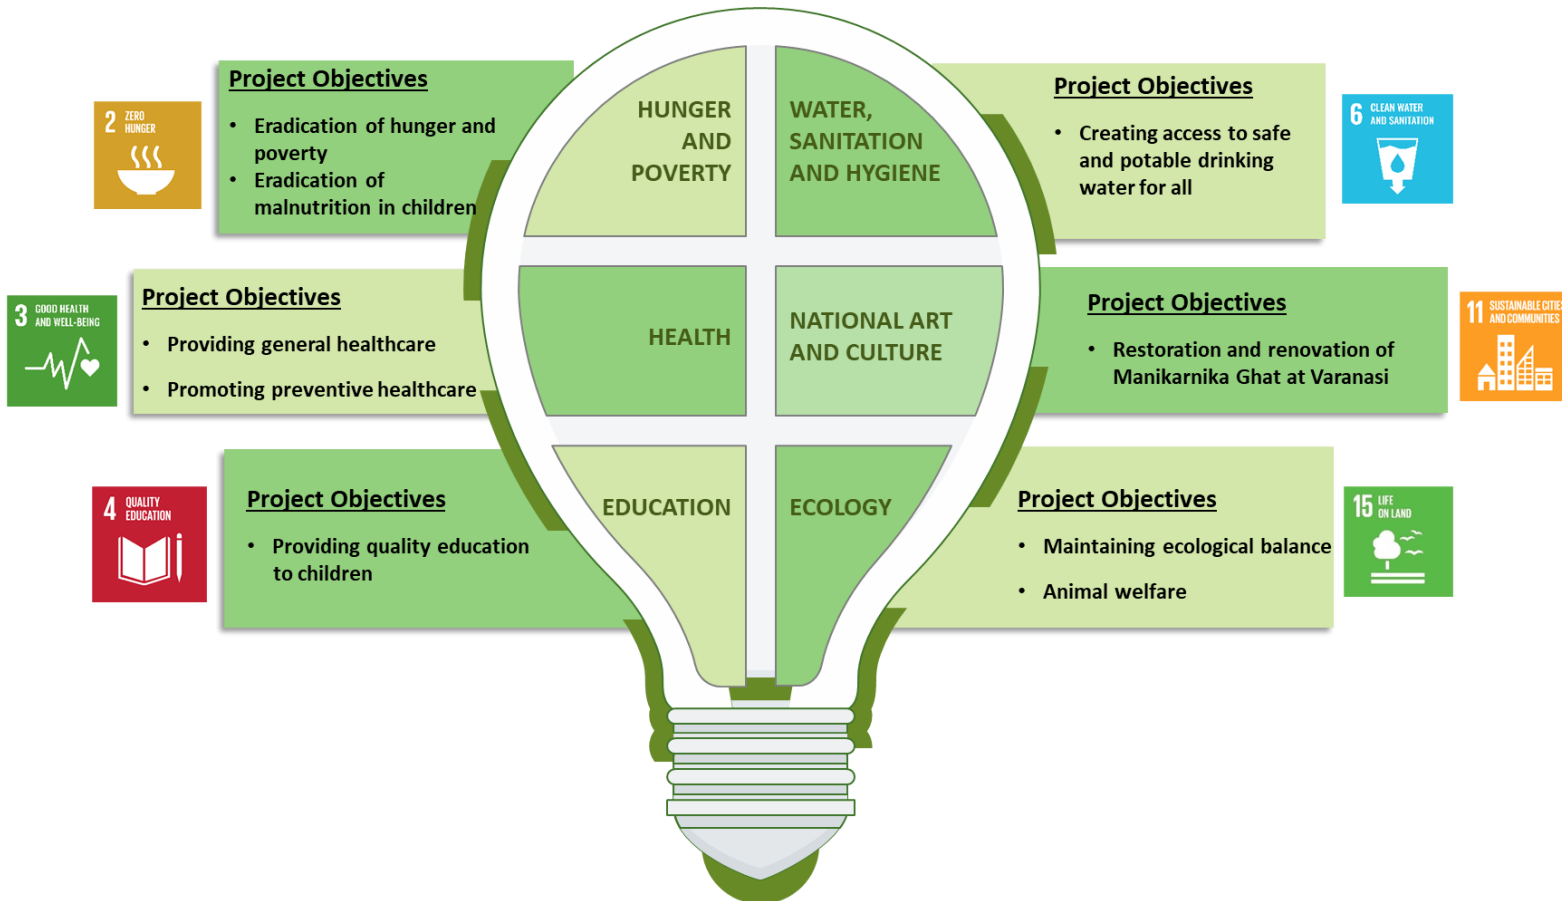 2 ZERO
HUNGER
Project Objectives
• Eradication of hunger and
poverty
• Eradication of
malnutrition in children
HUNGER
AND
POVERTY
WATER,
SANITATION
AND HYGIENE
Project Objectives
• Creating access to safe
and potable drinking
water for all
6 CLEAN WATER
AND SANITATION
3 GOOD HEALTH
AND WELL-BEING
Project Objectives
• Providing general healthcare
• Promoting preventive healthcare
HEALTH
NATIONAL ART
AND CULTURE
Project Objectives
• Restoration and renovation of
Manikarnika Ghat at Varanasi
11 SUSTAINABLE CITIES
AND COMMUNITIES
4 QUALITY
EDUCATION
Project Objectives
• Providing quality education
to children
EDUCATION
ECOLOGY
Project Objectives
• Maintaining ecological balance
• Animal welfare
15 LIFE
ON LAND